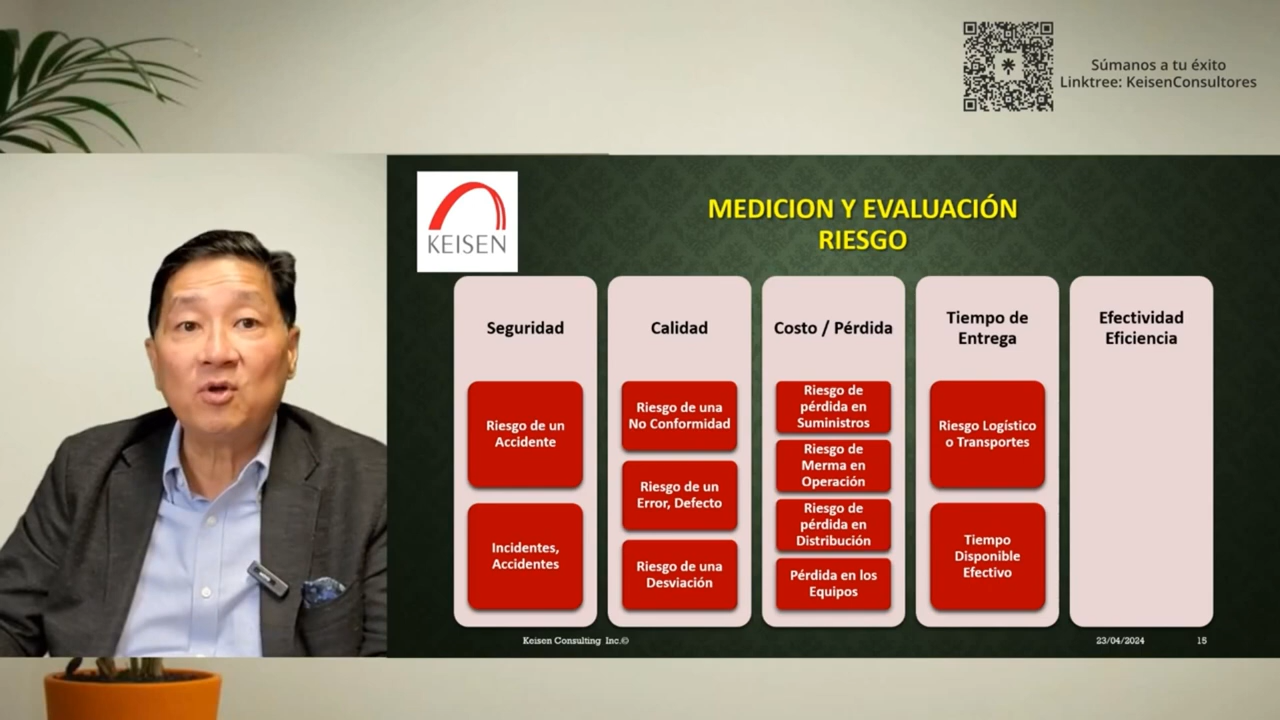 Súmanos a tu éxito
Linktree: KeisenConsultores
KEISEN
MEDICION Y EVALUACIÓN
RIESGO
Seguridad
Riesgo de un
Accidente
Incidentes,
Accidentes
Calidad
Riesgo de una
No Conformidad
Riesgo de un
Error, Defecto
Riesgo de una
Desviación
Costo / Pérdida
Riesgo de
pérdida en
Suministros
Riesgo de
Merma en
Operación
Riesgo de
pérdida en
Distribución
Pérdida en los
Equipos
Tiempo de
Entrega
Riesgo Logístico
o Transportes
Tiempo
Disponible
Efectivo
Efectividad
Eficiencia
Keisen Consulting Inc.©
23/04/2024
15